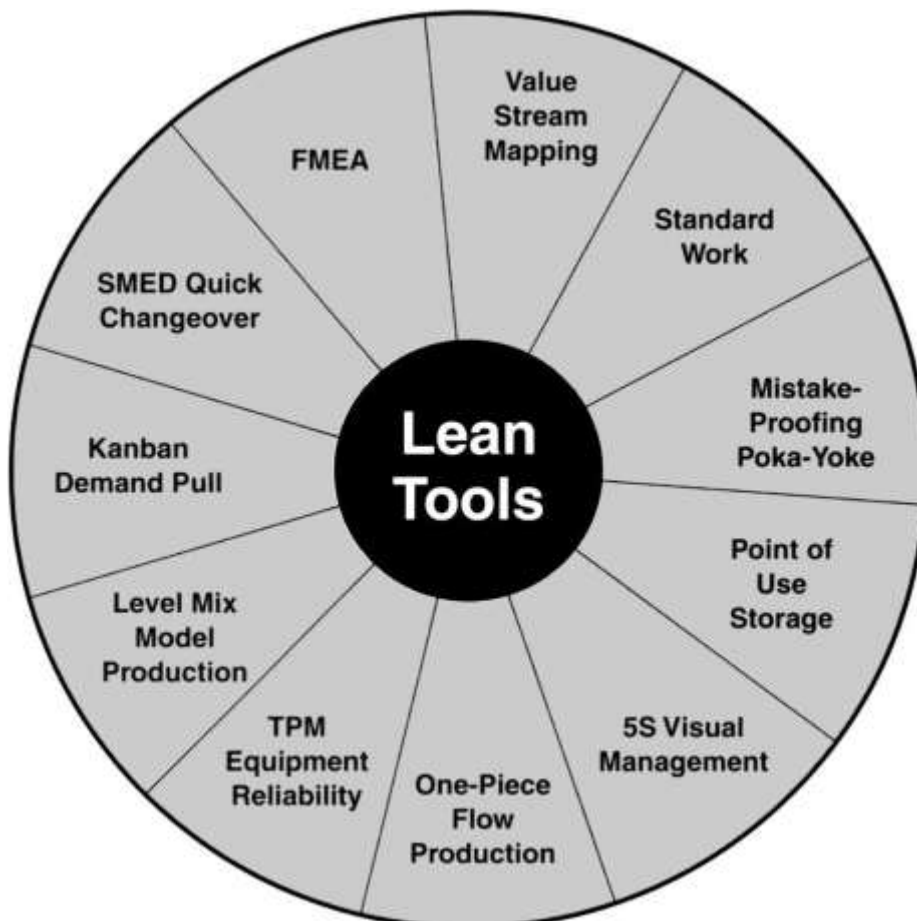 Value
Stream
Mapping
Standard
Work
Mistake-
Proofing
Poka-Yoke
Point of
Use
Storage
5S Visual
Management
One-Piece
Flow
Production
TPM
Equipment
Reliability
Level Mix
Model
Production
Kanban
Demand Pull
SMED Quick
Changeover
FMEA
Lean
Tools